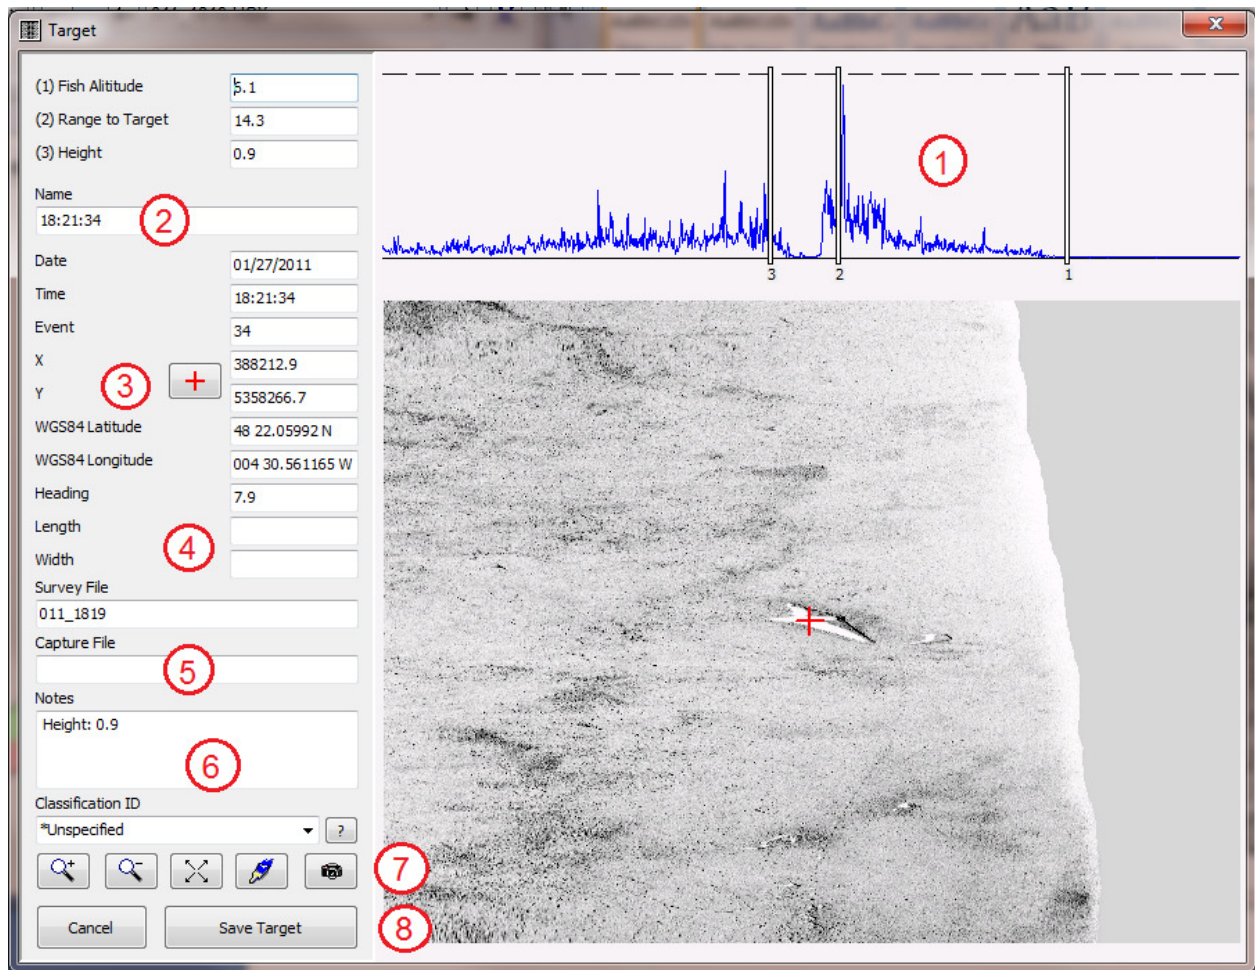 Target
(1) Fish Alititude
5.1
(2) Range to Target
14.3
(3) Height
0.9
Name
18:21:34
2
Date
01/27/2011
Time
18:21:34
Event
34
X
388212.9
3
Y
5358266.7
WGS84 Latitude
48 22.05992 N
WGS84 Longitude
004 30.561165 W
Heading
7.9
Length
4
Width
Survey File
011_1819
Capture File
5
Notes
Height: 0.9
6
Classification ID
*Unspecified
?
7
Cancel
Save Target
8
1
3
2
1